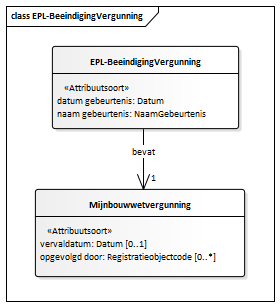 class EPL-BeeindigingVergunning
EPL-BeeindigingVergunning
«Attribuutsoort»
datum gebeurtenis: Datum
naam gebeurtenis: NaamGebeurtenis
bevat
1
Mijnbouwwetvergunning
«Attribuutsoort»
vervaldatum: Datum [0..1]
opgevolgd door: Registratieobjectcode [0..*]